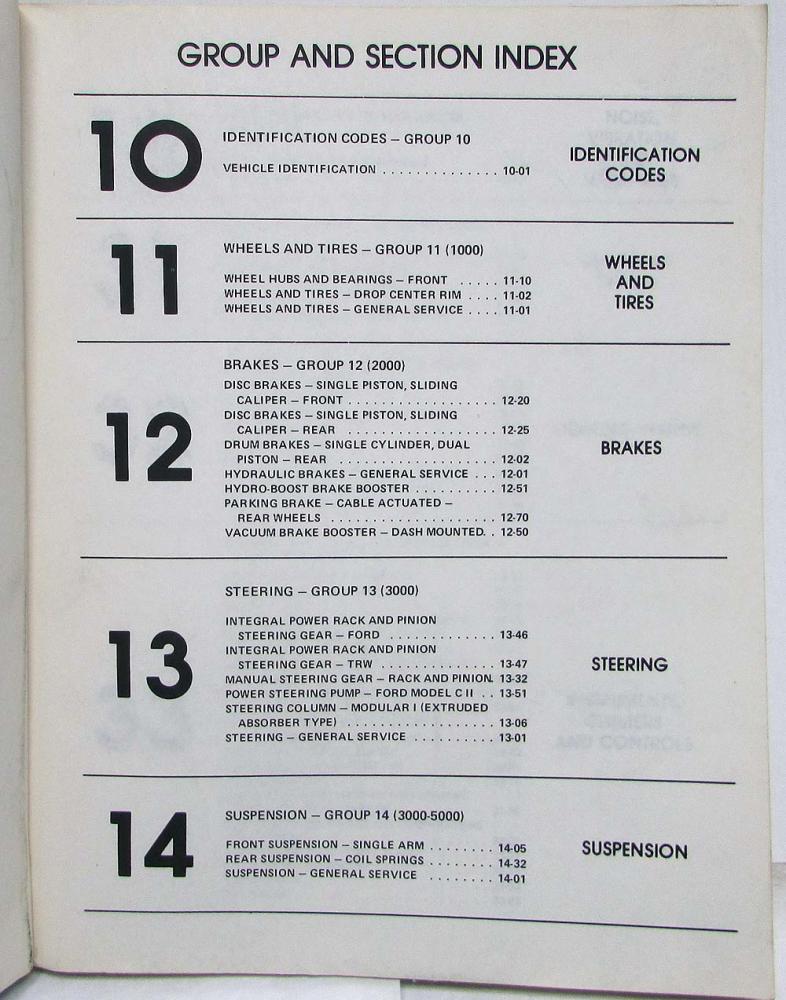 GROUP AND SECTION INDEX
10
IDENTIFICATION CODES – GROUP 10
VEHICLE IDENTIFICATION . . . . . . . . . . . . . . 10-01
IDENTIFICATION
CODES
11
WHEELS AND TIRES – GROUP 11 (1000)
WHEEL HUBS AND BEARINGS – FRONT . . . . . 11-10
WHEELS AND TIRES – DROP CENTER RIM . . . . 11-02
WHEELS AND TIRES – GENERAL SERVICE . . . . 11-01
WHEELS
AND
TIRES
12
BRAKES – GROUP 12 (2000)
DISC BRAKES – SINGLE PISTON, SLIDING
CALIPER – FRONT . . . . . . . . . . . . . . . . . . 12-20
DISC BRAKES – SINGLE PISTON, SLIDING
CALIPER – REAR . . . . . . . . . . . . . . . . . . 12-25
DRUM BRAKES – SINGLE CYLINDER, DUAL
PISTON – REAR . . . . . . . . . . . . . . . . . . . 12-02
HYDRAULIC BRAKES – GENERAL SERVICE . . . 12-01
HYDRO-BOOST BRAKE BOOSTER . . . . . . . . . . 12-51
PARKING BRAKE – CABLE ACTUATED –
REAR WHEELS . . . . . . . . . . . . . . . . . . . . 12-70
VACUUM BRAKE BOOSTER – DASH MOUNTED. . 12-50
BRAKES
13
STEERING – GROUP 13 (3000)
INTEGRAL POWER RACK AND PINION
STEERING GEAR – FORD . . . . . . . . . . . . . 13-46
INTEGRAL POWER RACK AND PINION
STEERING GEAR – TRW . . . . . . . . . . . . . . 13-47
MANUAL STEERING GEAR – RACK AND PINION. 13-32
POWER STEERING PUMP – FORD MODEL C II . . 13-51
STEERING COLUMN – MODULAR I (EXTRUDED
ABSORBER TYPE) . . . . . . . . . . . . . . . . . . 13-06
STEERING – GENERAL SERVICE . . . . . . . . . . 13-01
STEERING
14
SUSPENSION – GROUP 14 (3000-5000)
FRONT SUSPENSION – SINGLE ARM . . . . . . . . 14-05
REAR SUSPENSION – COIL SPRINGS . . . . . . . . 14-32
SUSPENSION – GENERAL SERVICE . . . . . . . . 14-01
SUSPENSION